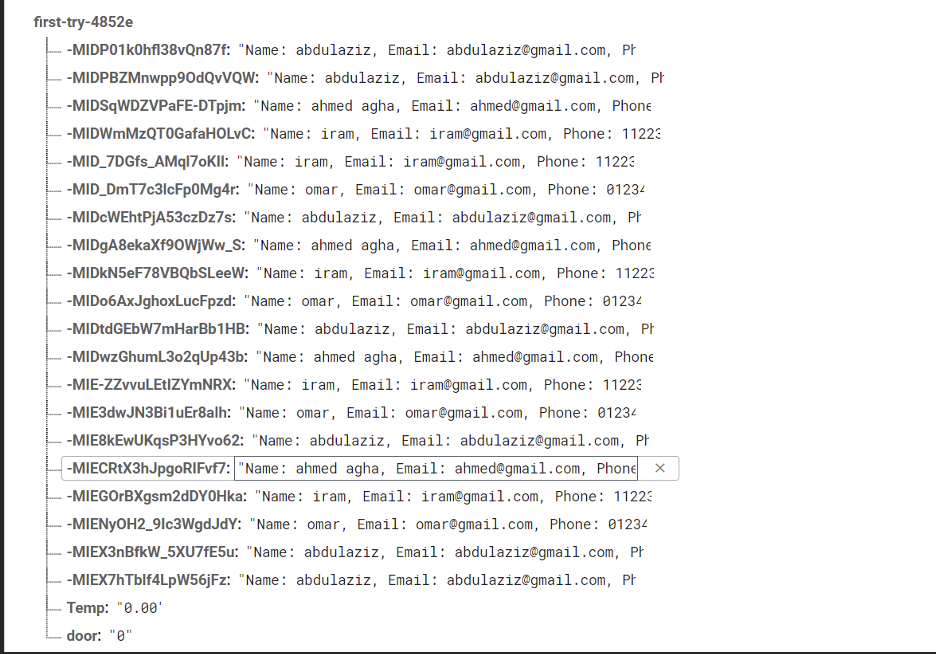 first-try-4852e
-MIDP01k0hfl38vQn87f: "Name: abdulaziz, Email: abdulaziz@gmail.com, Ph
-MIDPBZMnwpp9OdQvVQW: "Name: abdulaziz, Email: abdulaziz@gmail.com, Ph
-MIDSqWDZVPaFE-DTpjm: "Name: ahmed agha, Email: ahmed@gmail.com, Phone
-MIDWmMzQT0GafaHOLvC: "Name: iram, Email: iram@gmail.com, Phone: 11223
-MID_7DGfs_AMql7oKIl: "Name: iram, Email: iram@gmail.com, Phone: 11223
-MID_DmT7c3lcFp0Mg4r: "Name: omar, Email: omar@gmail.com, Phone: 01234
-MIDcWEhtPjA53czDz7s: "Name: abdulaziz, Email: abdulaziz@gmail.com, Ph
-MIDgA8ekaXf9OWjWw_S: "Name: ahmed agha, Email: ahmed@gmail.com, Phone
-MIDkN5eF78VBQbSLeeW: "Name: iram, Email: iram@gmail.com, Phone: 11223
-MIDo6AxJghoxLucFpzd: "Name: omar, Email: omar@gmail.com, Phone: 01234
-MIDtdGEbW7mHarBb1HB: "Name: abdulaziz, Email: abdulaziz@gmail.com, Ph
-MIDwzGhumL3o2qUp43b: "Name: ahmed agha, Email: ahmed@gmail.com, Phone
-MIE-ZZvvuLEtlZYmNRX: "Name: iram, Email: iram@gmail.com, Phone: 11223
-MIE3dwJN3Bi1uEr8alh: "Name: omar, Email: omar@gmail.com, Phone: 01234
-MIE8kEwUKqsP3HYvo62: "Name: abdulaziz, Email: abdulaziz@gmail.com, Ph
-MIECRtX3hJpgoRIFvf7: "Name: ahmed agha, Email: ahmed@gmail.com, Phone
-MIEGOrBXgsm2dDY0Hka: "Name: iram, Email: iram@gmail.com, Phone: 11223
-MIENyOH2_9Ic3WgdJdY: "Name: omar, Email: omar@gmail.com, Phone: 01234
-MIEX3nBfkW_5XU7fE5u: "Name: abdulaziz, Email: abdulaziz@gmail.com, Ph
-MIEX7hTblf4LpW56jFz: "Name: abdulaziz, Email: abdulaziz@gmail.com, Ph
Temp: "0.00'
door: "0"